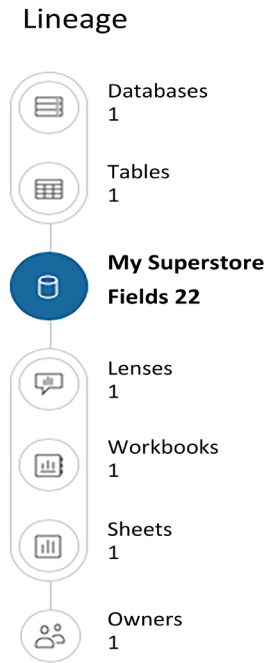 Lineage
Databases
1
Tables
1
My Superstore
Fields 22
Lenses
1
Workbooks
1
Sheets
1
Owners
1